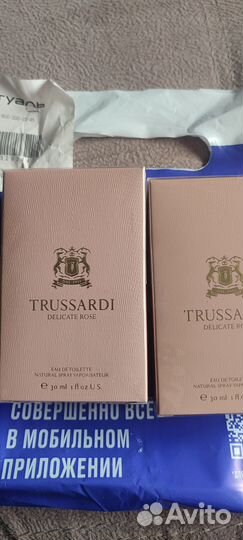 туаль
TRUSSARDI
DELICATE ROSE
EAU DE TOILETTE
NATURAL SPRAY VAPORISATEUR
℮ 30 ml 1 fl oz U.S.
TRUSSARDI
DELICATE ROSE
EAU DE TOILETTE
NATURAL SPRAY VAPORISATEUR
℮ 30 ml 1 fl oz
СОВЕРШЕННО ВСЕ
В МОБИЛЬНОМ
ПРИЛОЖЕНИИ
Avito